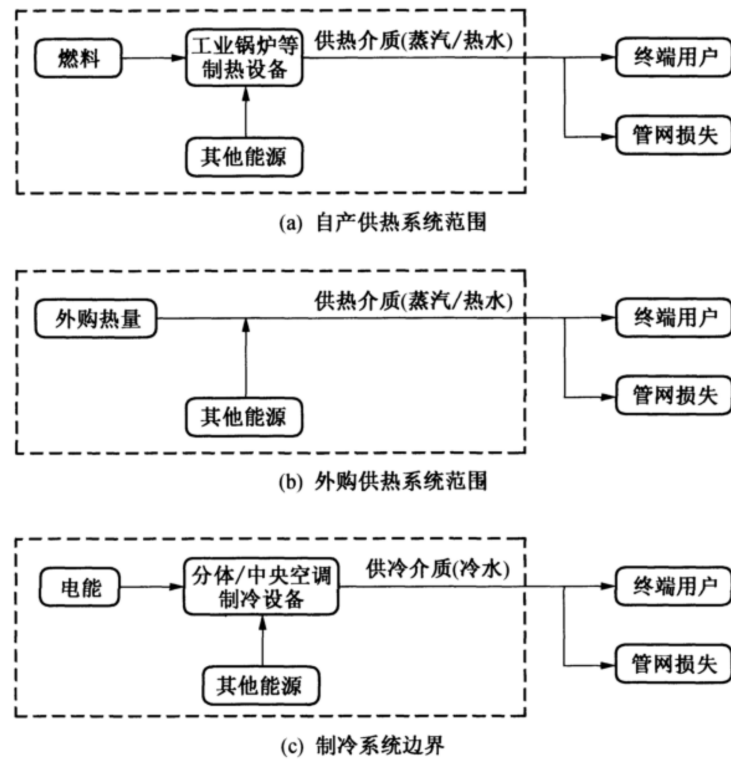 供热介质(蒸汽/热水)
燃料
工业锅炉等
制热设备
终端用户
其他能源
管网损失
(a) 自产供热系统范围
供热介质(蒸汽/热水)
外购热量
终端用户
其他能源
管网损失
(b) 外购供热系统范围
供冷介质(冷水)
电能
分体/中央空调
制冷设备
终端用户
其他能源
管网损失
(c) 制冷系统边界